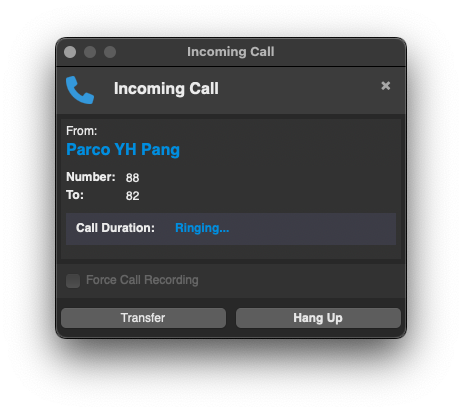 Incoming Call
Incoming Call
From:
Parco YH Pang
Number: 88
To: 82
Call Duration: Ringing...
Force Call Recording
Transfer Hang Up